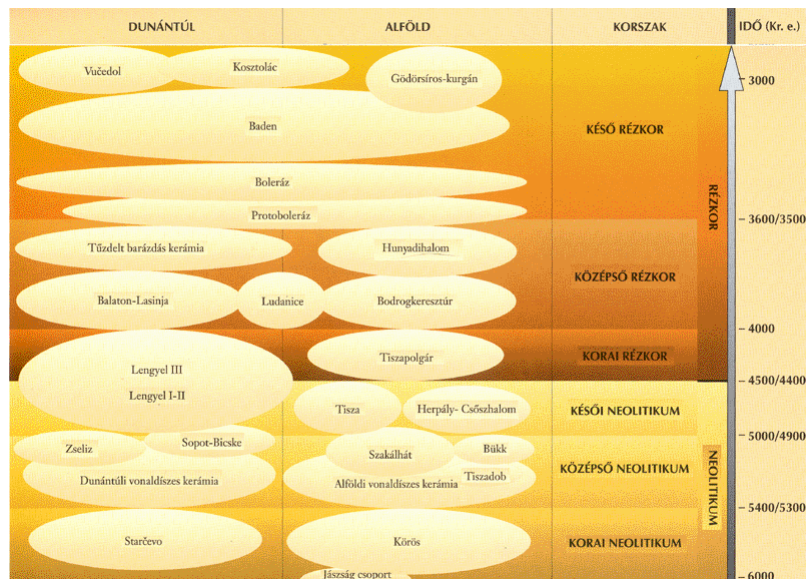 DUNÁNTÚL
ALFÖLD
KORSZAK
IDŐ (Kr. e.)
Vučedol
Kosztolác
Gödörsíros-kurgán
3000
Baden
KÉSŐ RÉZKOR
Boleráz
Protoboleráz
3600/3500
RÉZKOR
Tűzdelt barázdás kerámia
Hunyadihalom
KÖZÉPSŐ RÉZKOR
Balaton-Lasinja
Ludanice
Bodrogkeresztúr
4000
Lengyel III
Tiszapolgár
KORAI RÉZKOR
4500/4400
Lengyel I-II
Tisza
Herpály- Csőszhalom
KÉSŐI NEOLITIKUM
5000/4900
Zseliz
Sopot-Bicske
Szakálhát
Bükk
KÖZÉPSŐ NEOLITIKUM
NEOLITIKUM
Dunántúli vonaldíszes kerámia
Alföldi vonaldíszes kerámia
Tiszadob
5400/5300
Starčevo
Körös
KORAI NEOLITIKUM
Jászság csoport
6000